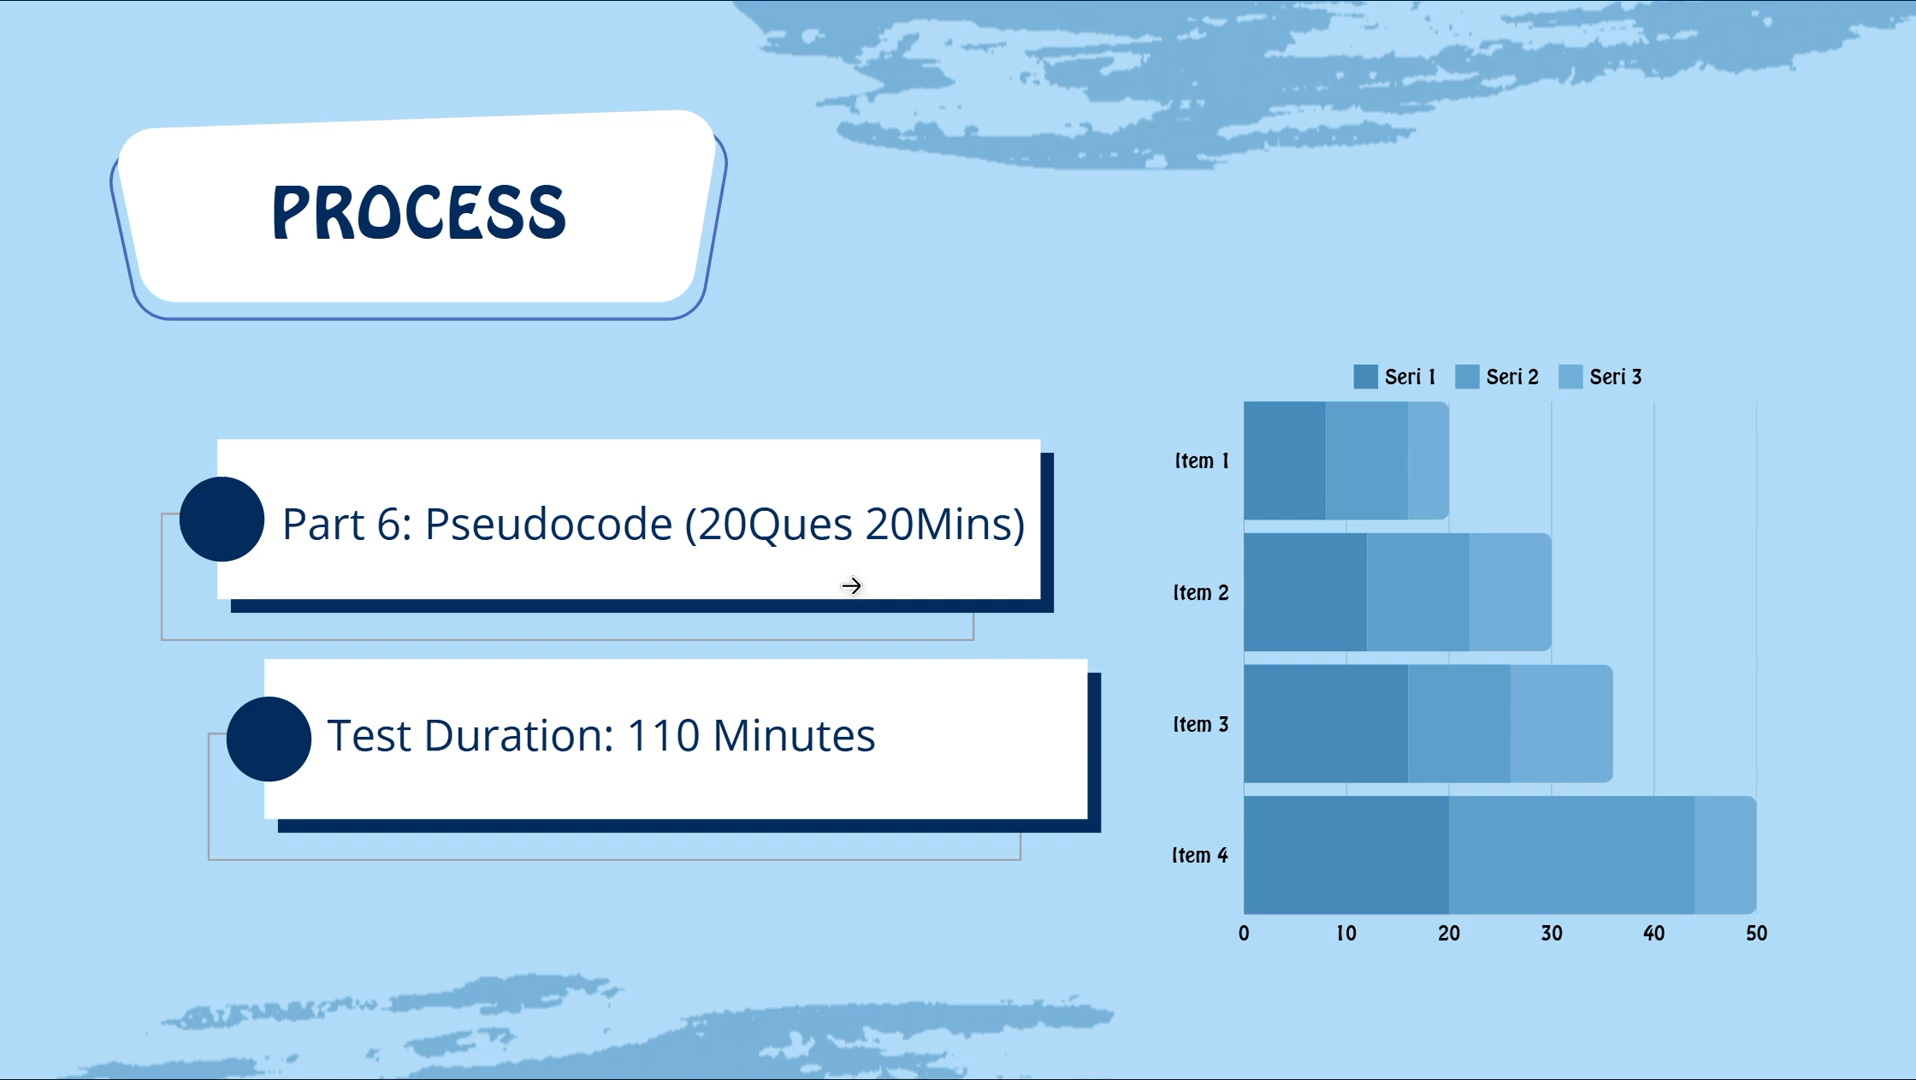 PROCESS
Part 6: Pseudocode (20Ques 20Mins)
Test Duration: 110 Minutes
Seri 1 Seri 2 Seri 3
Item 1
Item 2
Item 3
Item 4
0 10 20 30 40 50